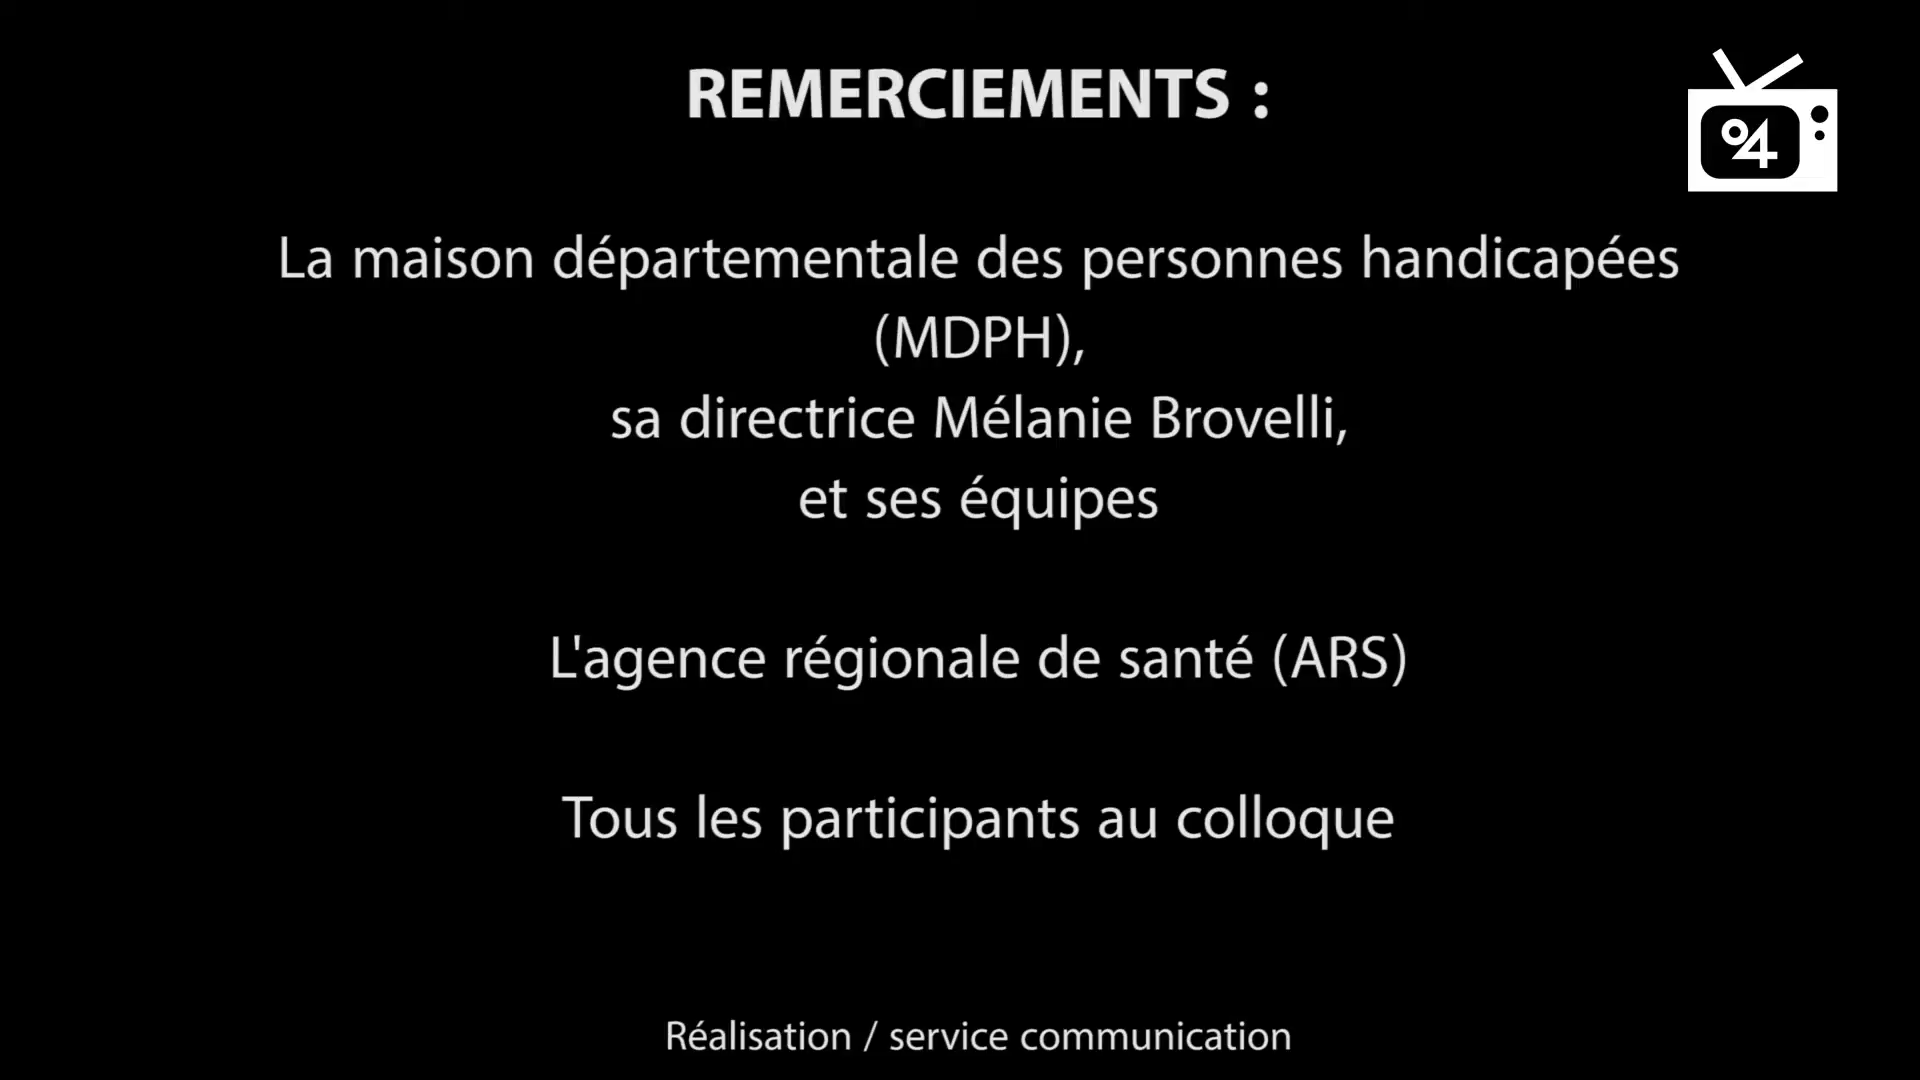 REMERCIEMENTS :
94
La maison départementale des personnes handicapées
(MDPH),
sa directrice Mélanie Brovelli,
et ses équipes
L'agence régionale de santé (ARS)
Tous les participants au colloque
Réalisation / service communication